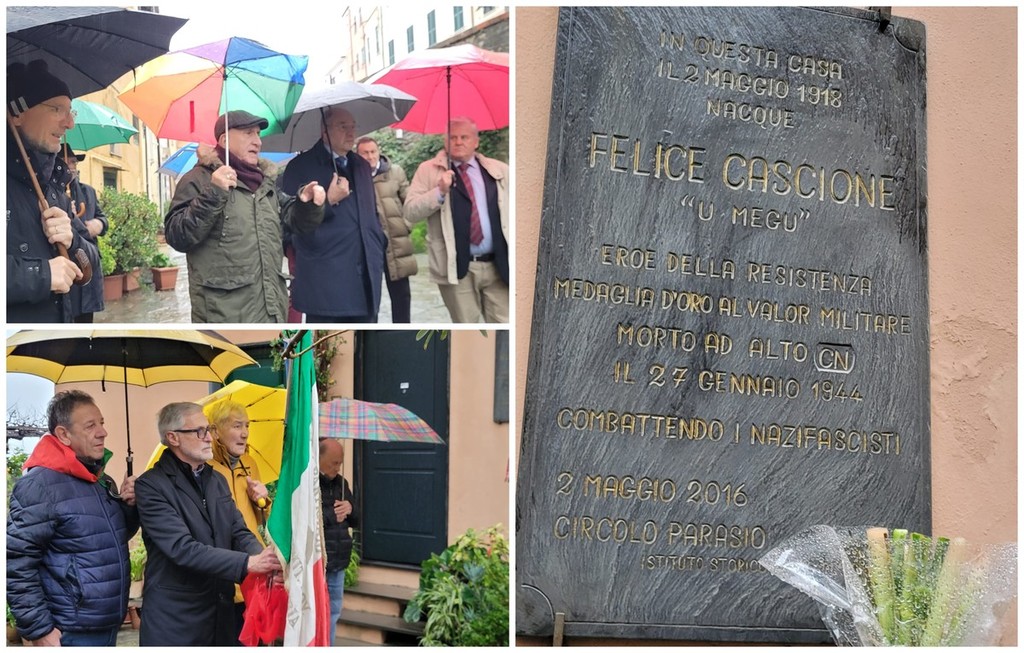 IN QUESTA CASA
IL 2 MAGGIO 1918
NACQUE
FELICE CASCIONE
"U MEGU"
EROE DELLA RESISTENZA
MEDAGLIA D'ORO AL VALOR MILITARE
MORTO AD ALTO CN
IL 27 GENNAIO 1944
COMBATTENDO I NAZIFASCISTI
2 MAGGIO 2016
CIRCOLO PARASIO
ISTITUTO